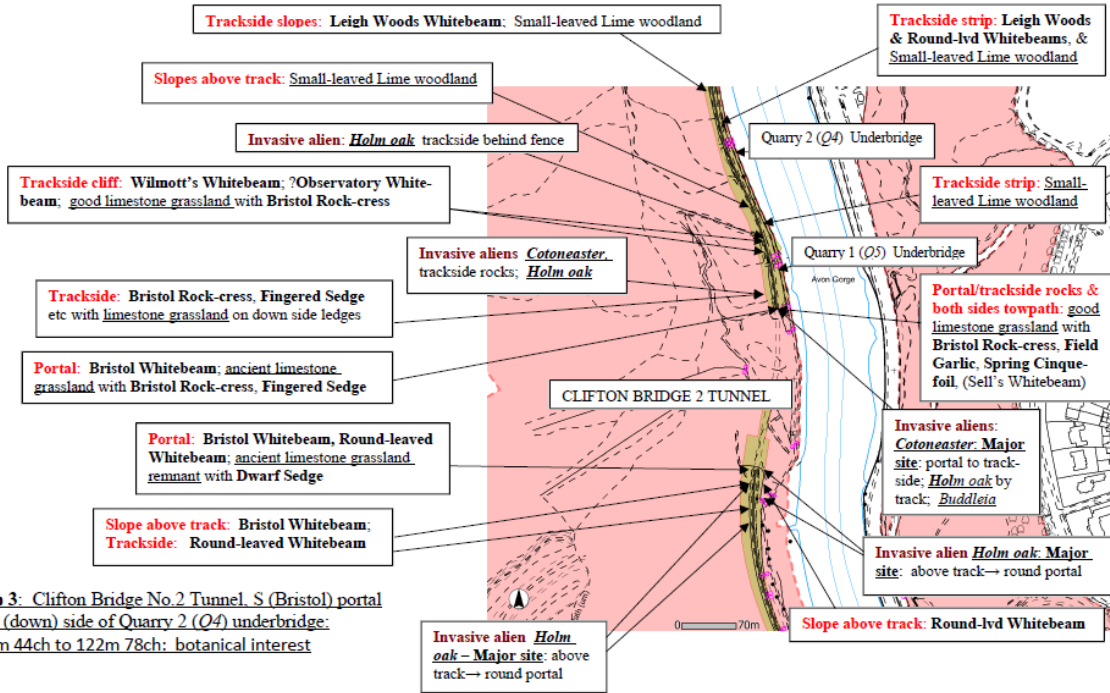 Trackside slopes: Leigh Woods Whitebeam; Small-leaved Lime woodland
Trackside strip: Leigh Woods
& Round-lvd Whitebeams, &
Small-leaved Lime woodland
Slopes above track: Small-leaved Lime woodland
Invasive alien: Holm oak trackside behind fence
Quarry 2 (Q4) Underbridge
Trackside cliff: Wilmott's Whitebeam; ?Observatory White-
beam; good limestone grassland with Bristol Rock-cress
Trackside strip: Small-
leaved Lime woodland
Invasive aliens Cotoneaster,
trackside rocks; Holm oak
Quarry 1 (Q5) Underbridge
Avon Gorge
Trackside: Bristol Rock-cress, Fingered Sedge
etc with limestone grassland on down side ledges
Portal/trackside rocks &
both sides towpath: good
limestone grassland with
Bristol Rock-cress, Field
Garlic, Spring Cinque-
foil, (Sell's Whitebeam)
Portal: Bristol Whitebeam; ancient limestone
grassland with Bristol Rock-cress, Fingered Sedge
CLIFTON BRIDGE 2 TUNNEL
Portal: Bristol Whitebeam, Round-leaved
Whitebeam; ancient limestone grassland
remnant with Dwarf Sedge
Invasive aliens:
Cotoneaster: Major
site: portal to track-
side; Holm oak by
track; Buddleia
Slope above track: Bristol Whitebeam;
Trackside: Round-leaved Whitebeam
Invasive alien Holm oak: Major
site: above track→ round portal
3: Clifton Bridge No.2 Tunnel, S (Bristol) portal
(down) side of Quarry 2 (Q4) underbridge:
m 44ch to 122m 78ch: botanical interest
Invasive alien Holm
oak – Major site: above
track→ round portal
0 70m
Slope above track: Round-lvd Whitebeam